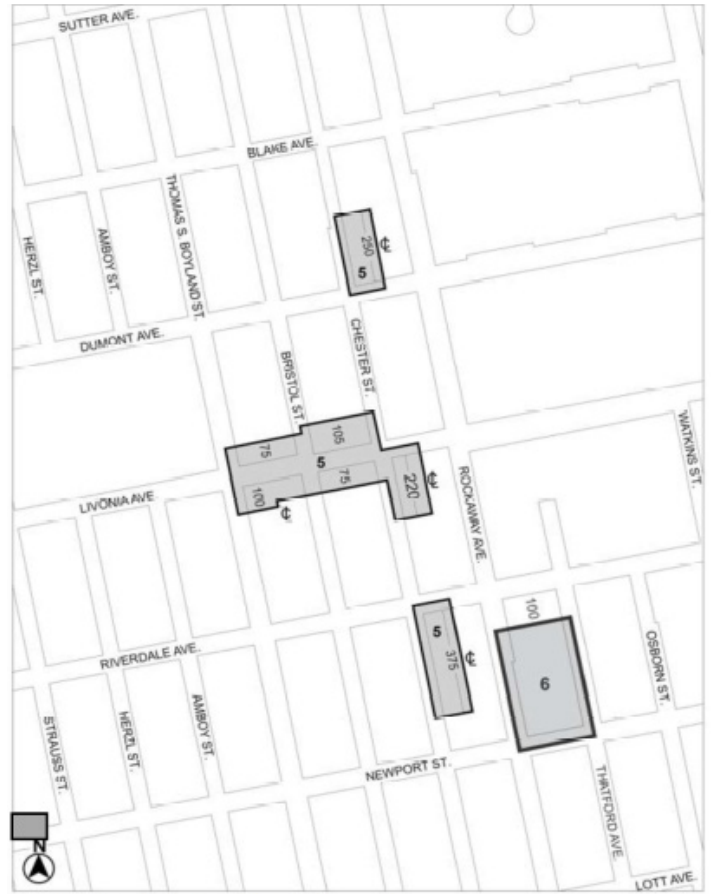 SUTTER AVE.
BLAKE AVE.
THOMAS S. BOYLAND ST.
HERZL ST.
AMBOY ST.
250
℄
5
DUMONT AVE.
CHESTER ST.
BRISTOL ST.
105
75
5
WATKINS ST.
75
220
℄
100
℄
LIVONIA AVE
ROCKAWAY AVE.
100
5
375
℄
RIVERDALE AVE.
OSBORN ST.
6
STRAUSS ST.
HERZL ST.
AMBOY ST.
NEWPORT ST.
THATFORD AVE.
N
LOTT AVE.